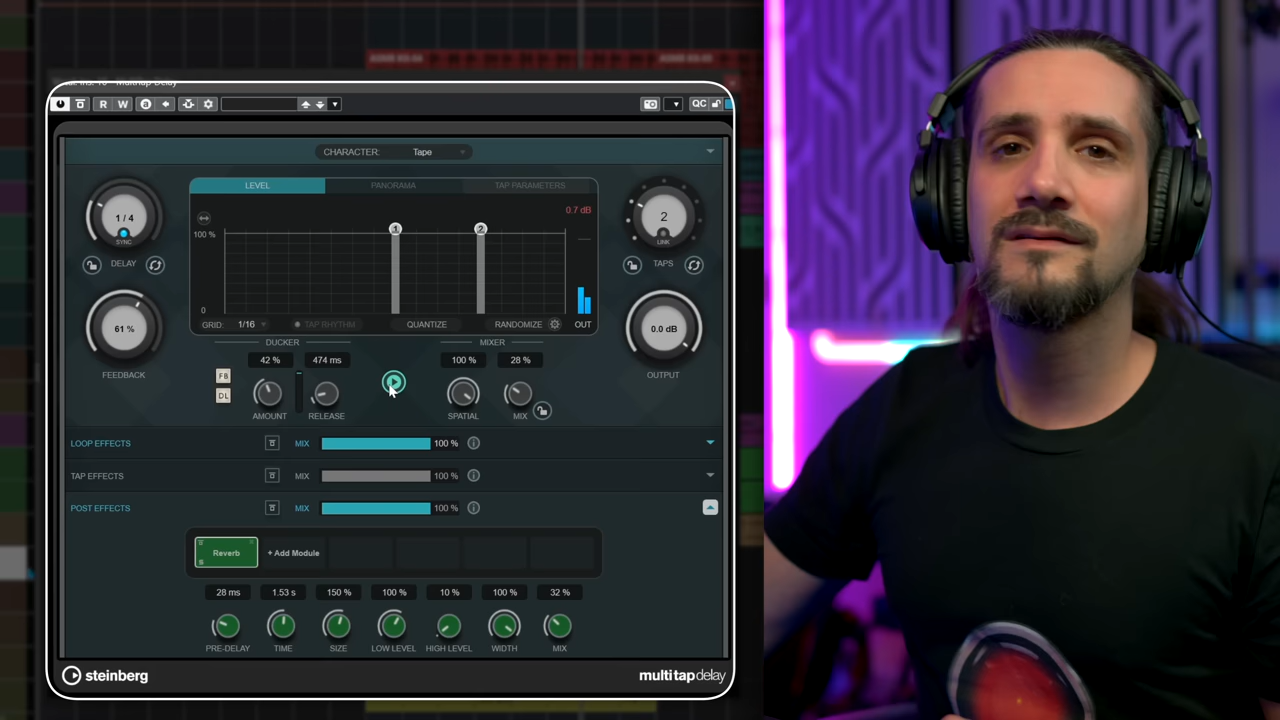 MultiTap Delay
R W a QC
CHARACTER: Tape
LEVEL PANORAMA TAP PARAMETERS
0.7 dB
1/4
SYNC
100 %
1 2
2
LINK
DELAY
TAPS
0
OUT
GRID: 1/16 TAP RHYTHM QUANTIZE RANDOMIZE
61 %
0.0 dB
DUCKER MIXER
42 % 474 ms 100 % 28 %
FEEDBACK
OUTPUT
FB
DL
AMOUNT RELEASE SPATIAL MIX
LOOP EFFECTS MIX 100 %
TAP EFFECTS MIX 100 %
POST EFFECTS MIX 100 %
Reverb + Add Module
S
28 ms 1.53 s 150 % 100 % 10 % 100 % 32 %
PRE-DELAY TIME SIZE LOW LEVEL HIGH LEVEL WIDTH MIX
steinberg multitapdelay